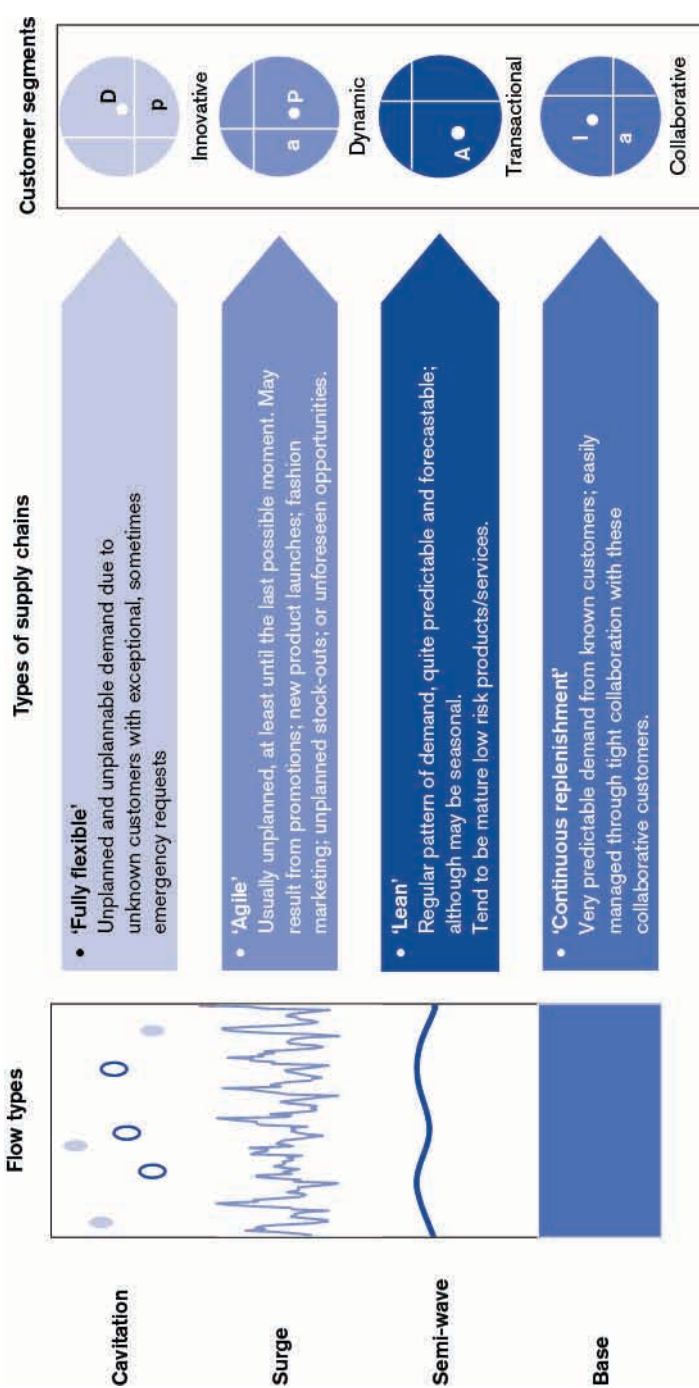 Flow types
Types of supply chains
Customer segments
Cavitation
• ‘Fully flexible’
Unplanned and unplannable demand due to
unknown customers with exceptional, sometimes
emergency requests
D
p
Innovative
Surge
• ‘Agile’
Usually unplanned, at least until the last possible moment. May
result from promotions; new product launches; fashion
marketing; unplanned stock-outs; or unforeseen opportunities.
a
P
Dynamic
Semi-wave
• ‘Lean’
Regular pattern of demand, quite predictable and forecastable;
although may be seasonal.
Tend to be mature low risk products/services.
A
Transactional
Base
• ‘Continuous replenishment’
Very predictable demand from known customers; easily
managed through tight collaboration with these
collaborative customers.
I
a
Collaborative